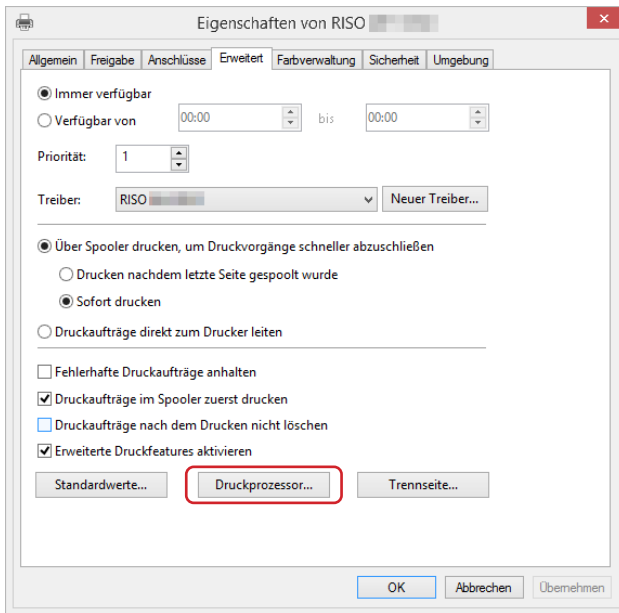 Eigenschaften von RISO
Allgemein Freigabe Anschlüsse Erweitert Farbverwaltung Sicherheit Umgebung
Immer verfügbar
Verfügbar von 00:00 bis 00:00
Priorität: 1
Treiber: RISO Neuer Treiber...
Über Spooler drucken, um Druckvorgänge schneller abzuschließen
Drucken nachdem letzte Seite gespoolt wurde
Sofort drucken
Druckaufträge direkt zum Drucker leiten
Fehlerhafte Druckaufträge anhalten
Druckaufträge im Spooler zuerst drucken
Druckaufträge nach dem Drucken nicht löschen
Erweiterte Druckfeatures aktivieren
Standardwerte... Druckprozessor... Trennseite...
OK Abbrechen Übernehmen